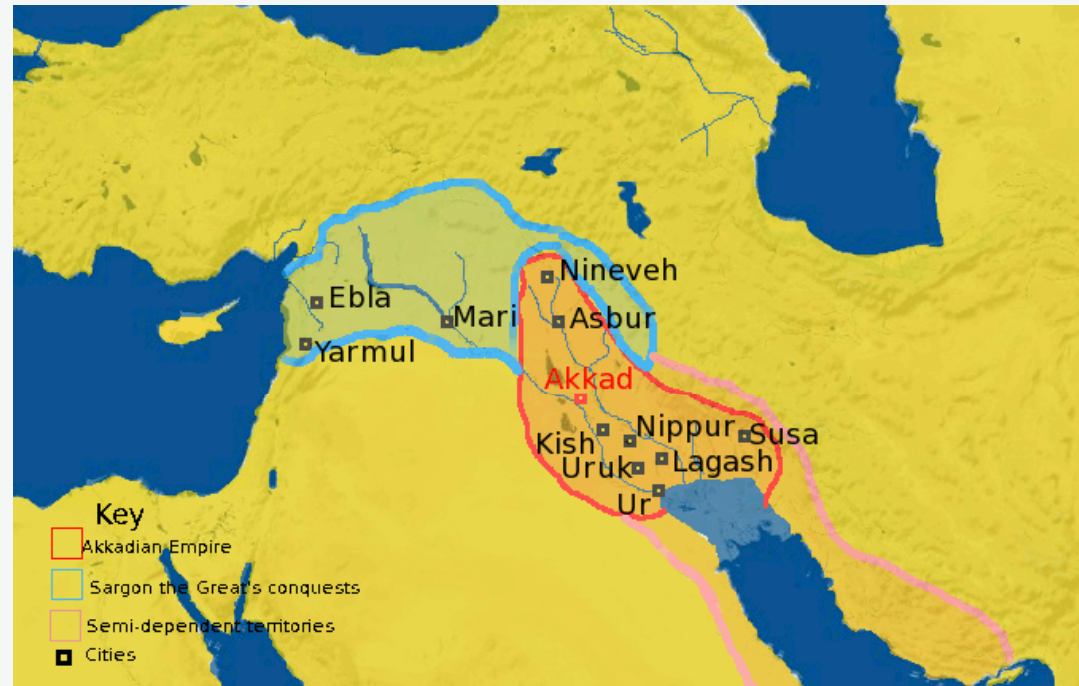 Nineveh
Ebla
Mari
Asbur
Yarmul
Akkad
Nippur
Susa
Kish
Uruk
Lagash
Ur
Key
Akkadian Empire
Sargon the Great's conquests
Semi-dependent territories
Cities